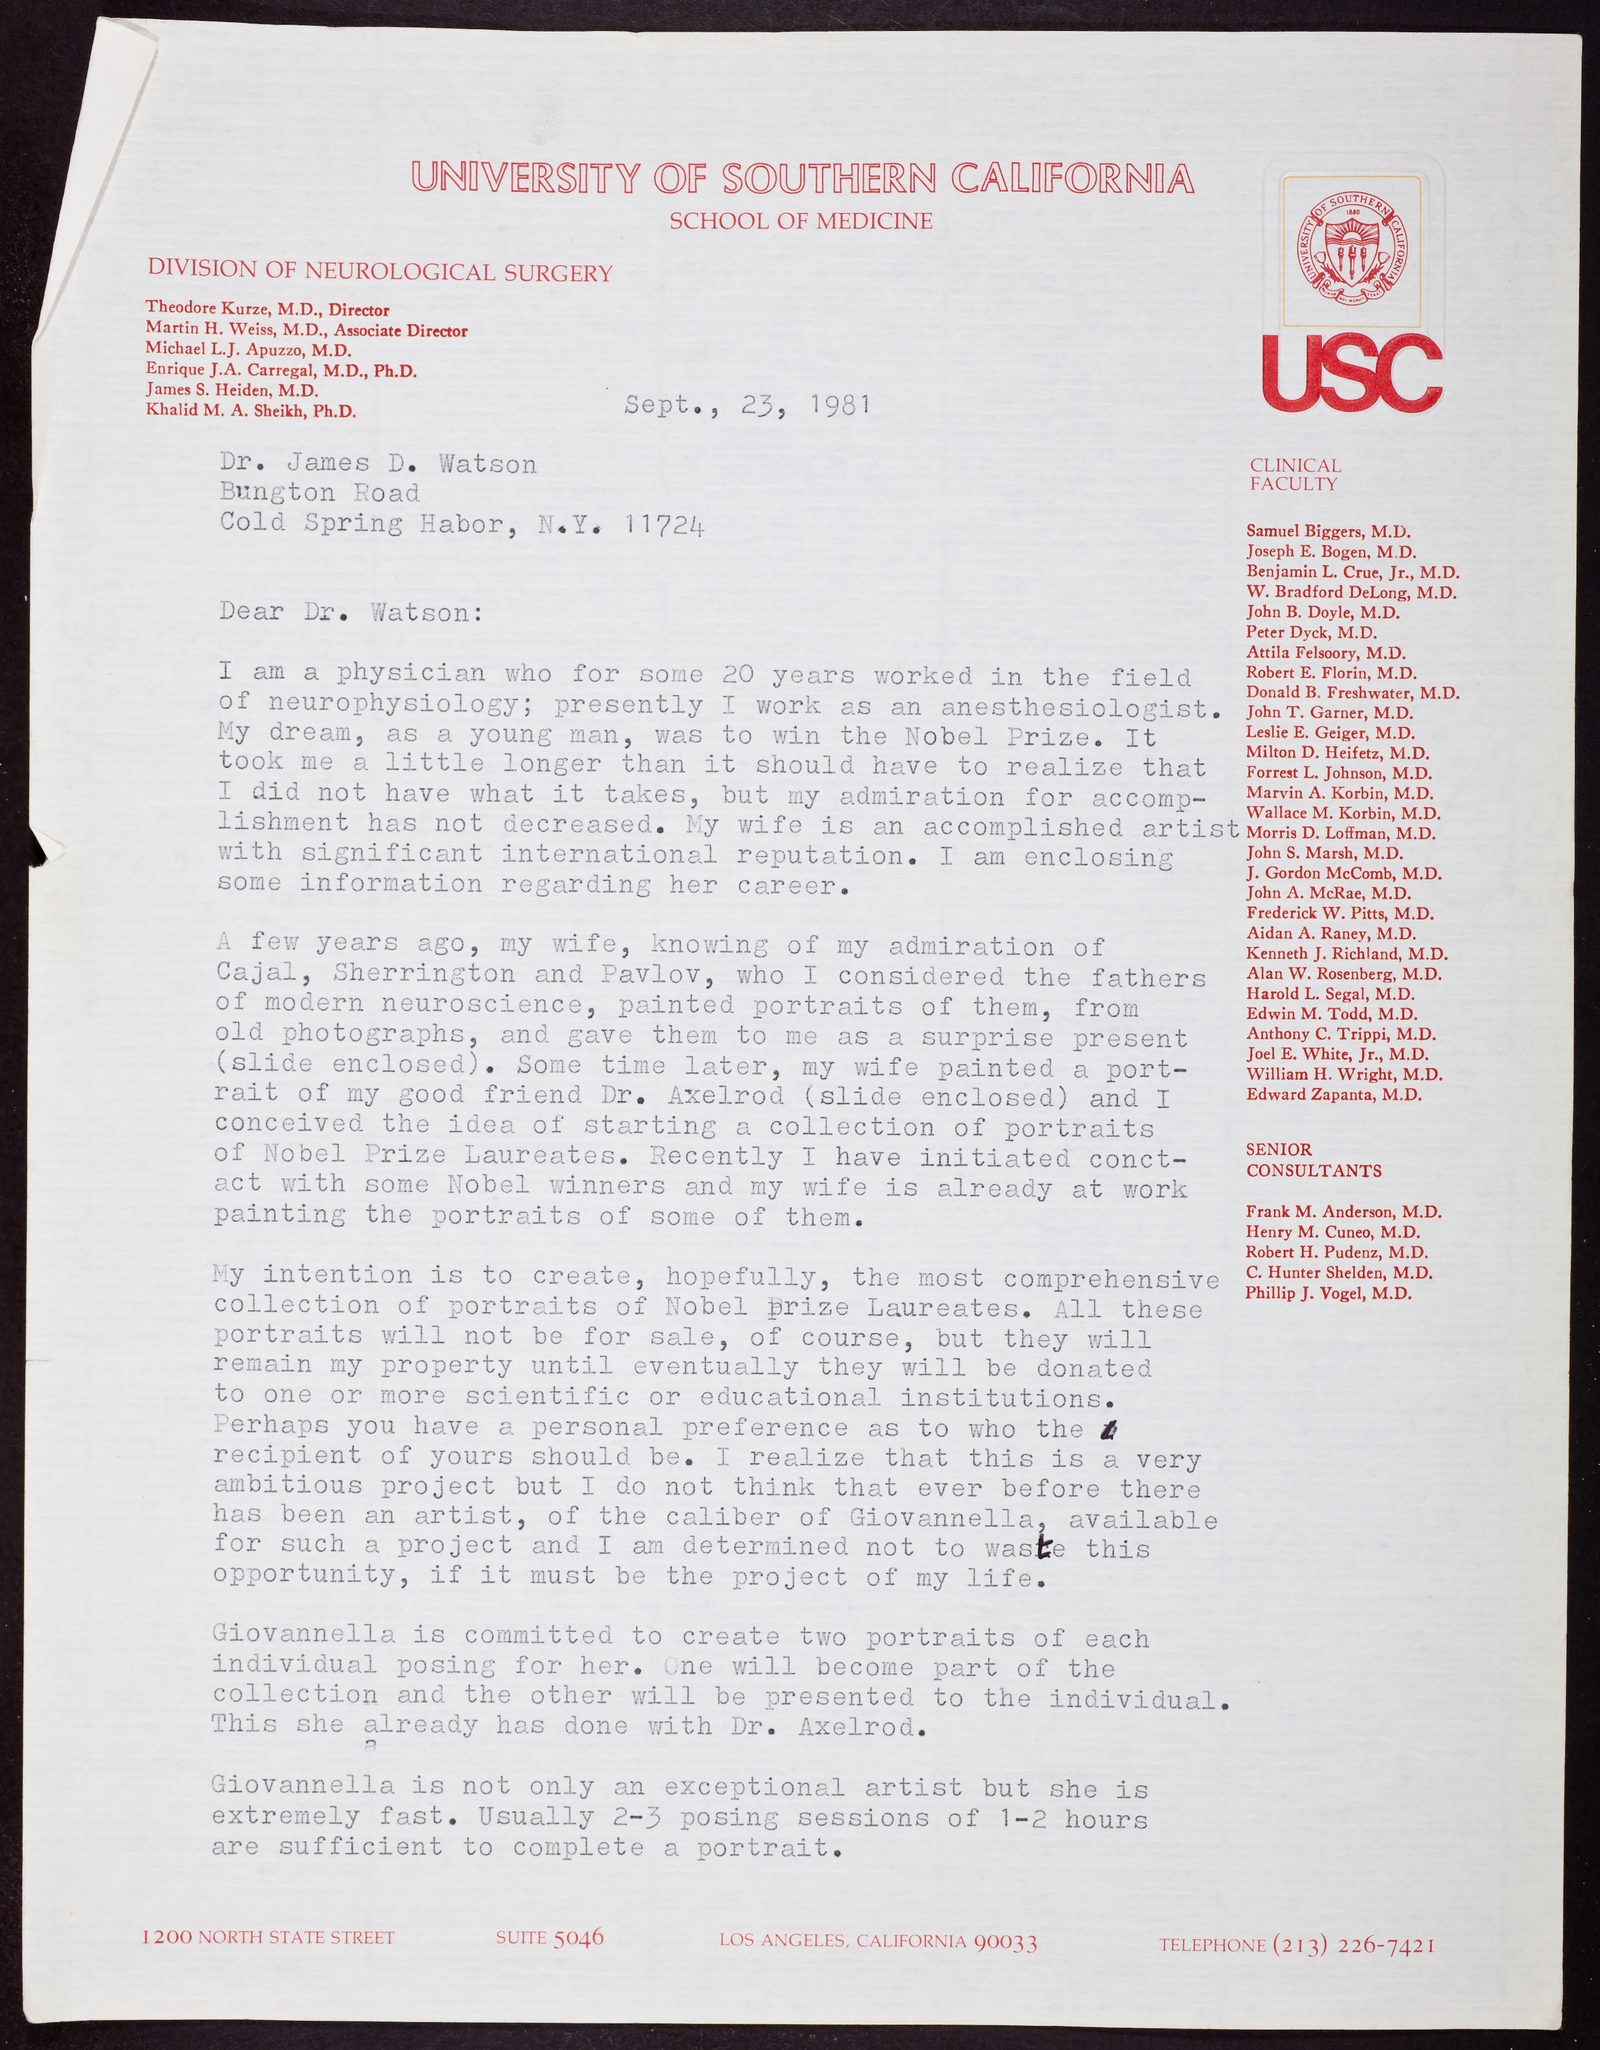 UNIVERSITY OF SOUTHERN CALIFORNIA
SCHOOL OF MEDICINE
UNIVERSITY OF SOUTHERN CALIFORNIA
1880
USC
DIVISION OF NEUROLOGICAL SURGERY
Theodore Kurze, M.D., Director
Martin H. Weiss, M.D., Associate Director
Michael L.J. Apuzzo, M.D.
Enrique J.A. Carregal, M.D., Ph.D.
James S. Heiden, M.D.
Khalid M. A. Sheikh, Ph.D.
Sept., 23, 1981
Dr. James D. Watson
Bungton Road
Cold Spring Habor, N.Y. 11724
Dear Dr. Watson:
I am a physician who for some 20 years worked in the field
of neurophysiology; presently I work as an anesthesiologist.
My dream, as a young man, was to win the Nobel Prize. It
took me a little longer than it should have to realize that
I did not have what it takes, but my admiration for accomp-
lishment has not decreased. My wife is an accomplished artist
with significant international reputation. I am enclosing
some information regarding her career.
A few years ago, my wife, knowing of my admiration of
Cajal, Sherrington and Pavlov, who I considered the fathers
of modern neuroscience, painted portraits of them, from
old photographs, and gave them to me as a surprise present
(slide enclosed). Some time later, my wife painted a port-
rait of my good friend Dr. Axelrod (slide enclosed) and I
conceived the idea of starting a collection of portraits
of Nobel Prize Laureates. Recently I have initiated conct-
act with some Nobel winners and my wife is already at work
painting the portraits of some of them.
My intention is to create, hopefully, the most comprehensive
collection of portraits of Nobel Prize Laureates. All these
portraits will not be for sale, of course, but they will
remain my property until eventually they will be donated
to one or more scientific or educational institutions.
Perhaps you have a personal preference as to who the
recipient of yours should be. I realize that this is a very
ambitious project but I do not think that ever before there
has been an artist, of the caliber of Giovannella, available
for such a project and I am determined not to waste this
opportunity, if it must be the project of my life.
Giovannella is committed to create two portraits of each
individual posing for her. One will become part of the
collection and the other will be presented to the individual.
This she already has done with Dr. Axelrod.
Giovannella is not only an exceptional artist but she is
extremely fast. Usually 2-3 posing sessions of 1-2 hours
are sufficient to complete a portrait.
CLINICAL
FACULTY
Samuel Biggers, M.D.
Joseph E. Bogen, M.D.
Benjamin L. Crue, Jr., M.D.
W. Bradford DeLong, M.D.
John B. Doyle, M.D.
Peter Dyck, M.D.
Attila Felsoory, M.D.
Robert E. Florin, M.D.
Donald B. Freshwater, M.D.
John T. Garner, M.D.
Leslie E. Geiger, M.D.
Milton D. Heifetz, M.D.
Forrest L. Johnson, M.D.
Marvin A. Korbin, M.D.
Wallace M. Korbin, M.D.
Morris D. Loffman, M.D.
John S. Marsh, M.D.
J. Gordon McComb, M.D.
John A. McRae, M.D.
Frederick W. Pitts, M.D.
Aidan A. Raney, M.D.
Kenneth J. Richland, M.D.
Alan W. Rosenberg, M.D.
Harold L. Segal, M.D.
Edwin M. Todd, M.D.
Anthony C. Trippi, M.D.
Joel E. White, Jr., M.D.
William H. Wright, M.D.
Edward Zapanta, M.D.
SENIOR
CONSULTANTS
Frank M. Anderson, M.D.
Henry M. Cuneo, M.D.
Robert H. Pudenz, M.D.
C. Hunter Shelden, M.D.
Phillip J. Vogel, M.D.
1200 NORTH STATE STREET SUITE 5046 LOS ANGELES, CALIFORNIA 90033 TELEPHONE (213) 226-7421